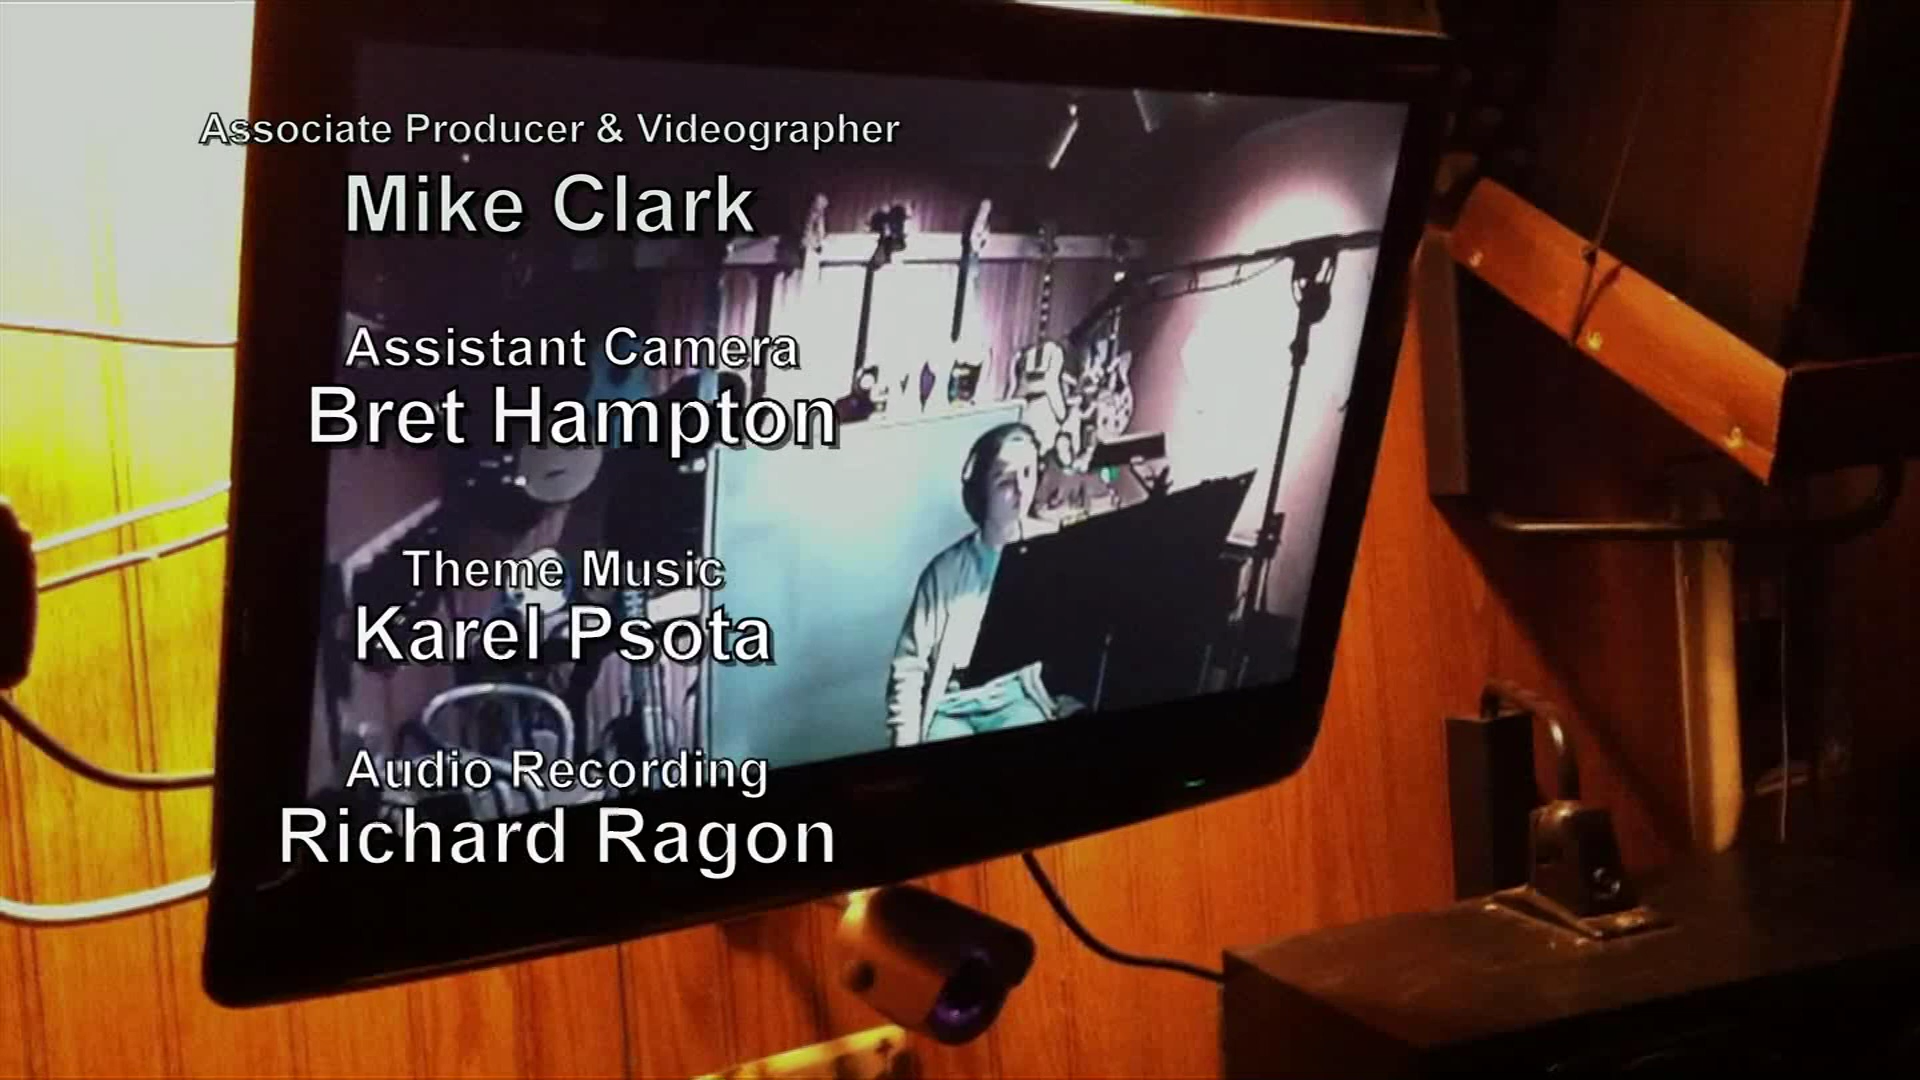 Associate Producer & Videographer
Mike Clark
Assistant Camera
Bret Hampton
Theme Music
Karel Psota
Audio Recording
Richard Ragon